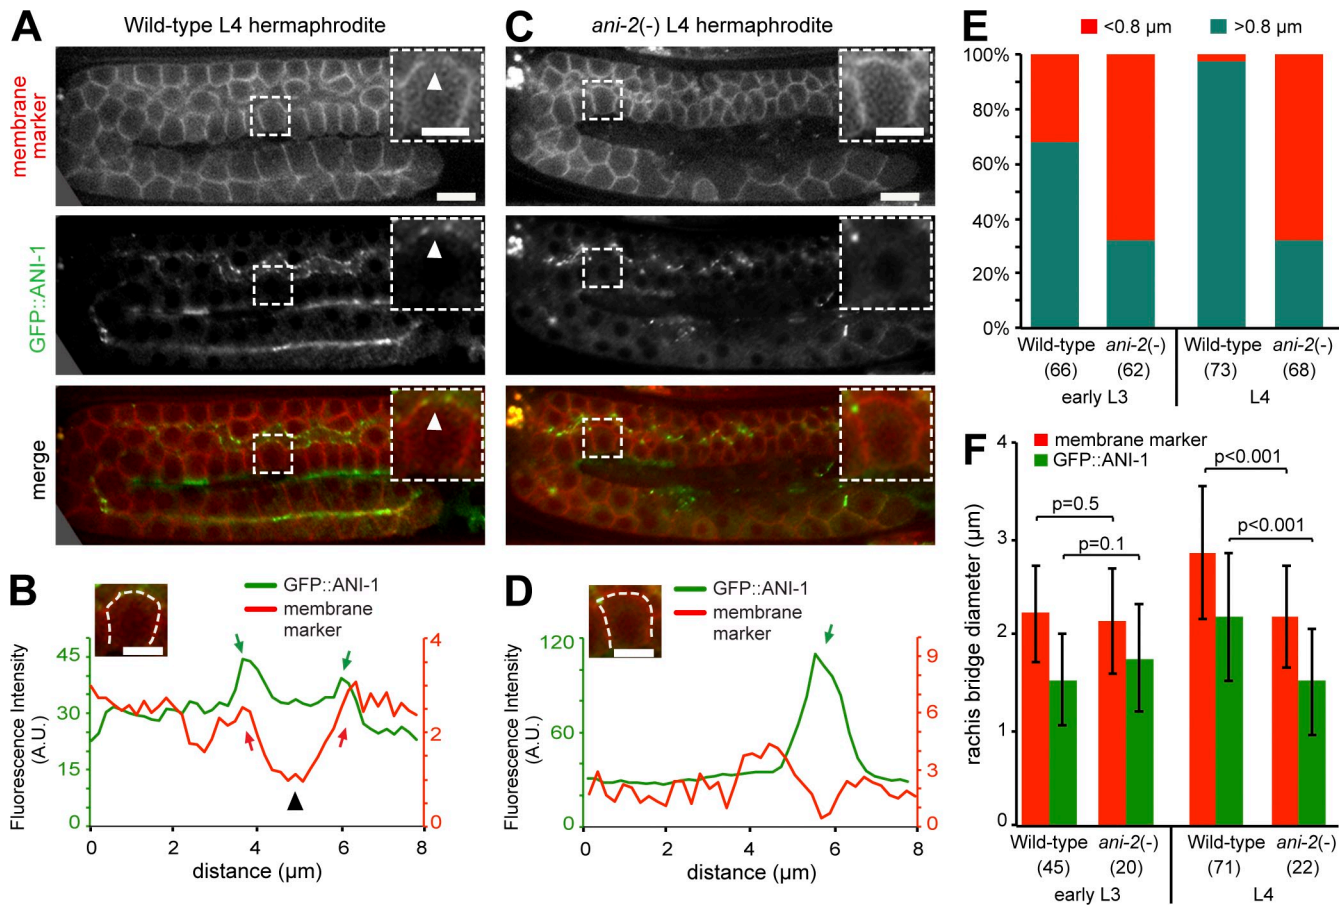 A
Wild-type L4 hermaphrodite
membrane
marker
GFP::ANI-1
merge
C
ani-2(-) L4 hermaphrodite
B
GFP::ANI-1
membrane
marker
Fluorescence Intensity
(A.U.)
45
30
15
0
4
3
2
1
0
0
2
4
6
8
distance (µm)
D
GFP::ANI-1
membrane
marker
Fluorescence Intensity
(A.U.)
120
60
0
9
6
3
0
0
2
4
6
8
distance (µm)
E
<0.8 µm
>0.8 µm
100%
80%
60%
40%
20%
0%
Wild-type ani-2(-) Wild-type ani-2(-)
(66) (62) (73) (68)
early L3 L4
F
membrane marker
GFP::ANI-1
rachis bridge diameter (µm)
4
3
2
1
0
p=0.5
p=0.1
p<0.001
p<0.001
Wild-type ani-2(-) Wild-type ani-2(-)
(45) (20) (71) (22)
early L3 L4